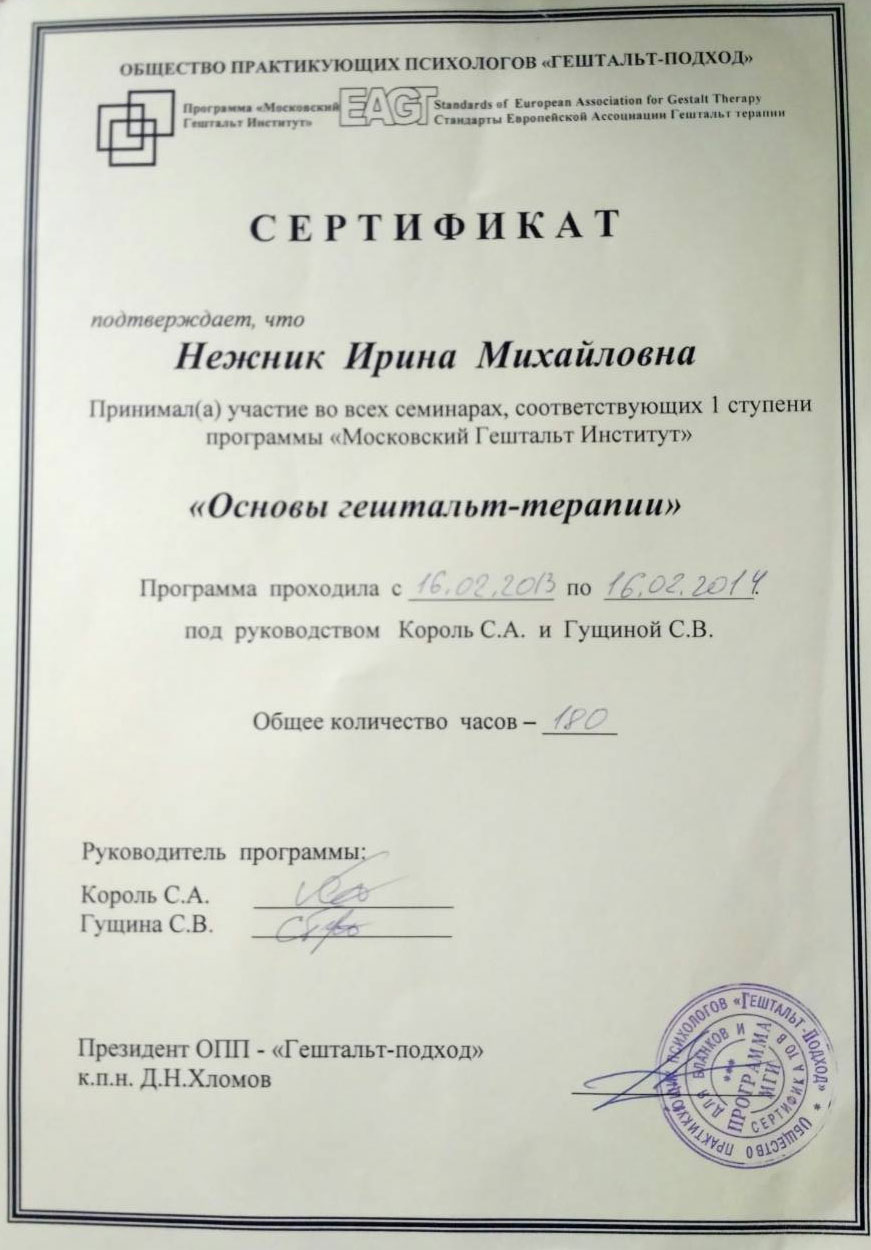 ОБЩЕСТВО ПРАКТИКУЮЩИХ ПСИХОЛОГОВ «ГЕШТАЛЬТ-ПОДХОД»
Программа «Московский
Гештальт Институт»
EAGT
Standards of European Association for Gestalt Therapy
Стандарты Европейской Ассоциации Гештальт терапии
СЕРТИФИКАТ
подтверждает, что
Нежник Ирина Михайловна
Принимал(а) участие во всех семинарах, соответствующих 1 ступени
программы «Московский Гештальт Институт»
«Основы гештальт-терапии»
Программа проходила с 16.02.2013 по 16.02.2014.
под руководством Король С.А. и Гущиной С.В.
Общее количество часов – 180
Руководитель программы:
Король С.А.
Гущина С.В.
Президент ОПП - «Гештальт-подход»
к.п.н. Д.Н.Хломов
* ОБЩЕСТВО ПРАКТИКУЮЩИХ ПСИХОЛОГОВ «ГЕШТАЛЬТ-ПОДХОД»
ДЛЯ БЛАНКОВ И СЕРТИФИКАТОВ
***
ПРОГРАММА
МГИ